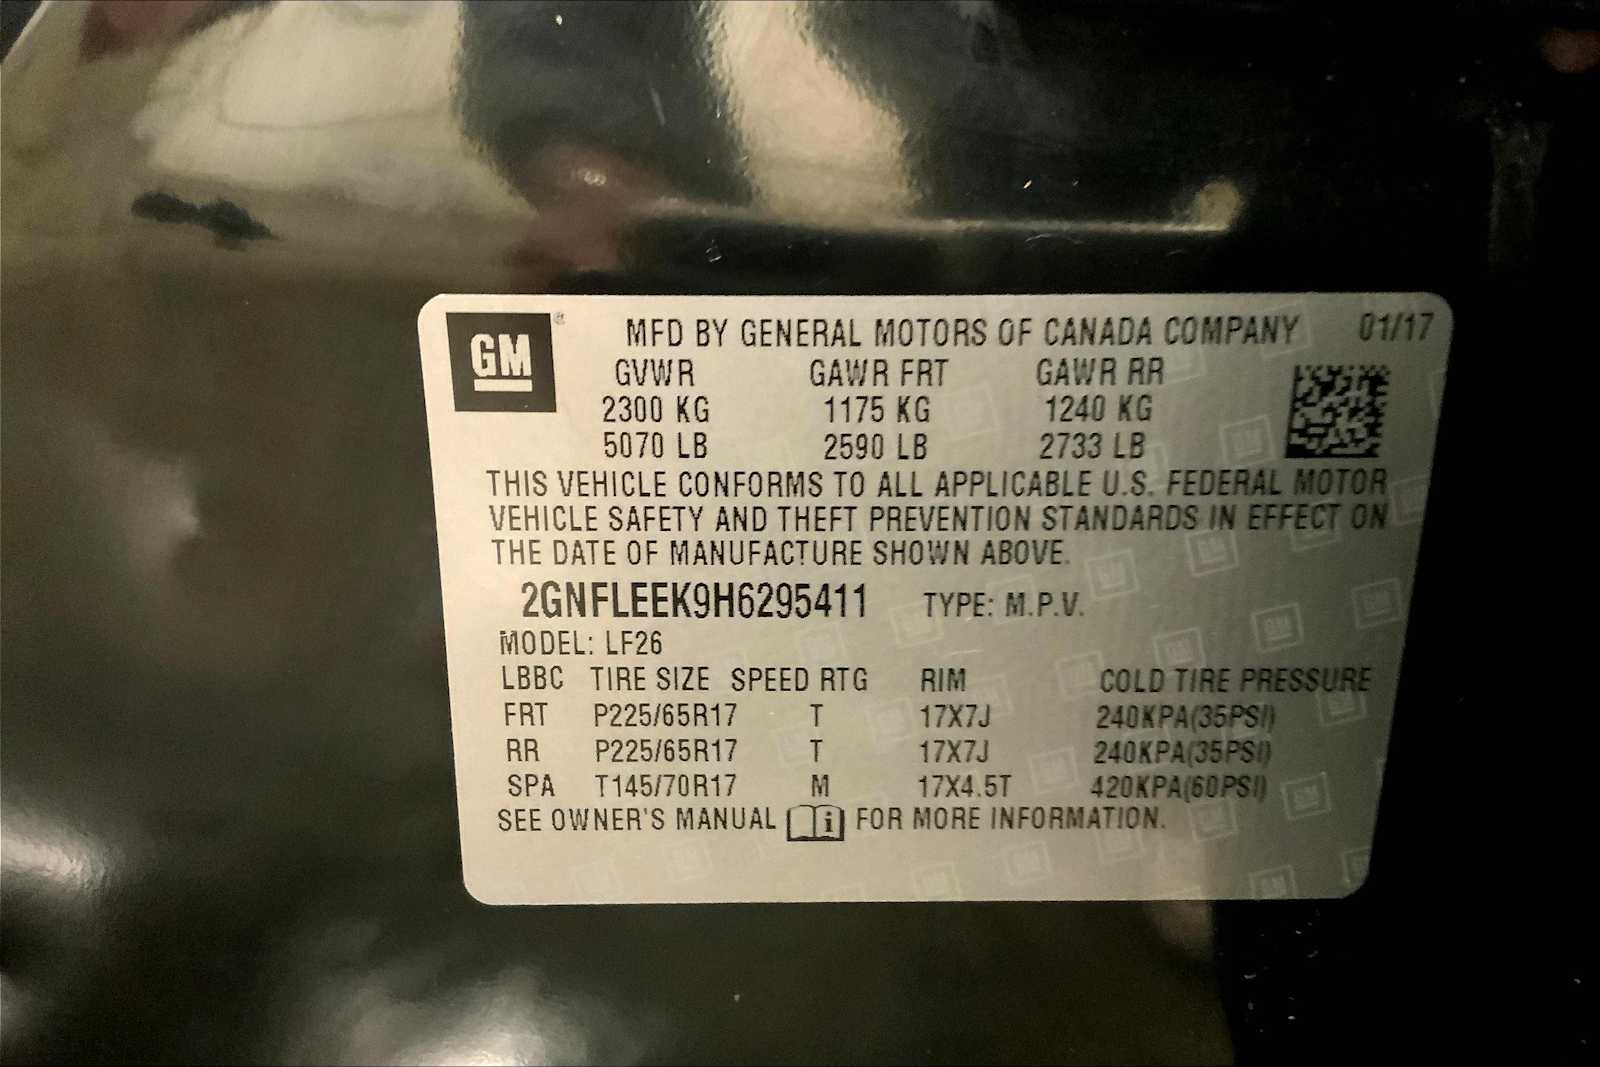 GM ® MFD BY GENERAL MOTORS OF CANADA COMPANY 01/17
GVWR GAWR FRT GAWR RR
2300 KG 1175 KG 1240 KG
5070 LB 2590 LB 2733 LB
THIS VEHICLE CONFORMS TO ALL APPLICABLE U.S. FEDERAL MOTOR
VEHICLE SAFETY AND THEFT PREVENTION STANDARDS IN EFFECT ON
THE DATE OF MANUFACTURE SHOWN ABOVE.
2GNFLEEK9H6295411 TYPE: M.P.V.
MODEL: LF26
LBBC TIRE SIZE SPEED RTG RIM COLD TIRE PRESSURE
FRT P225/65R17 T 17X7J 240KPA(35PSI)
RR P225/65R17 T 17X7J 240KPA(35PSI)
SPA T145/70R17 M 17X4.5T 420KPA(60PSI)
SEE OWNER'S MANUAL i FOR MORE INFORMATION.